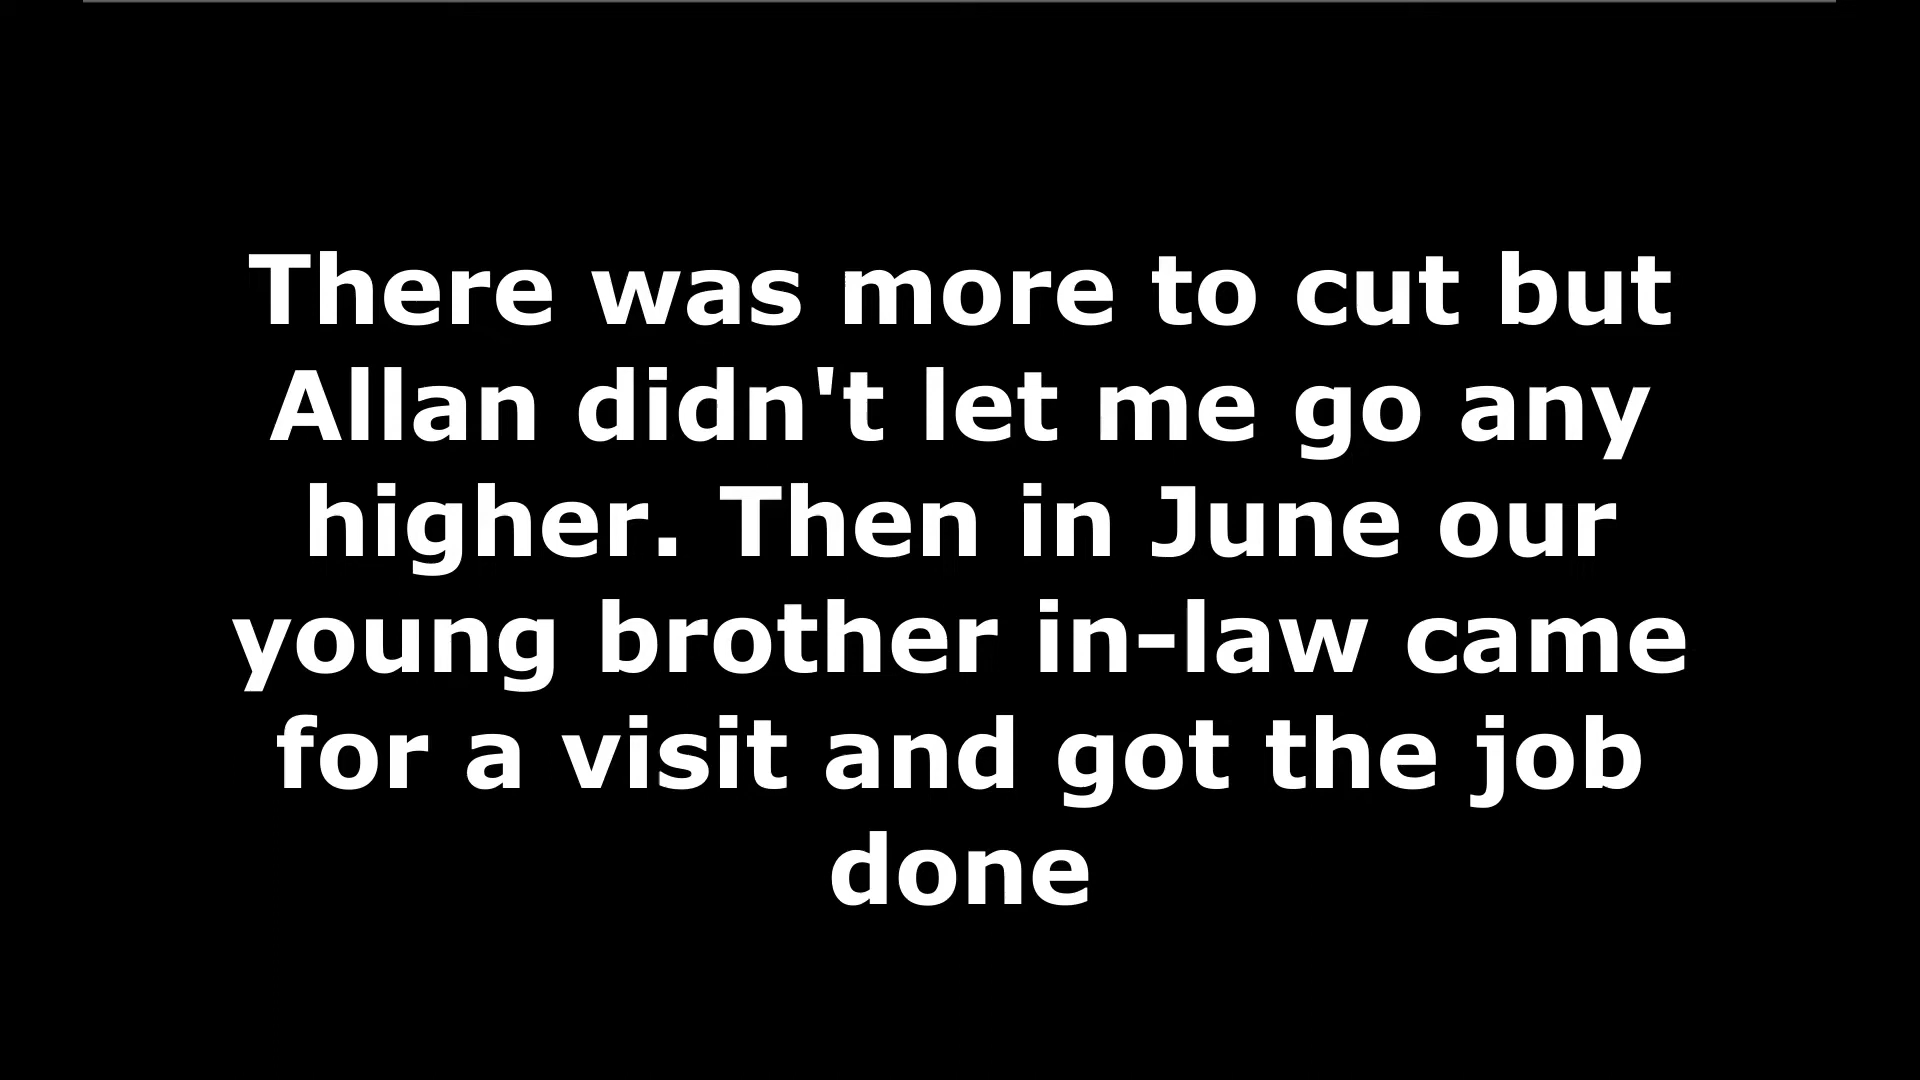 There was more to cut but
Allan didn't let me go any
higher. Then in June our
young brother in-law came
for a visit and got the job
done